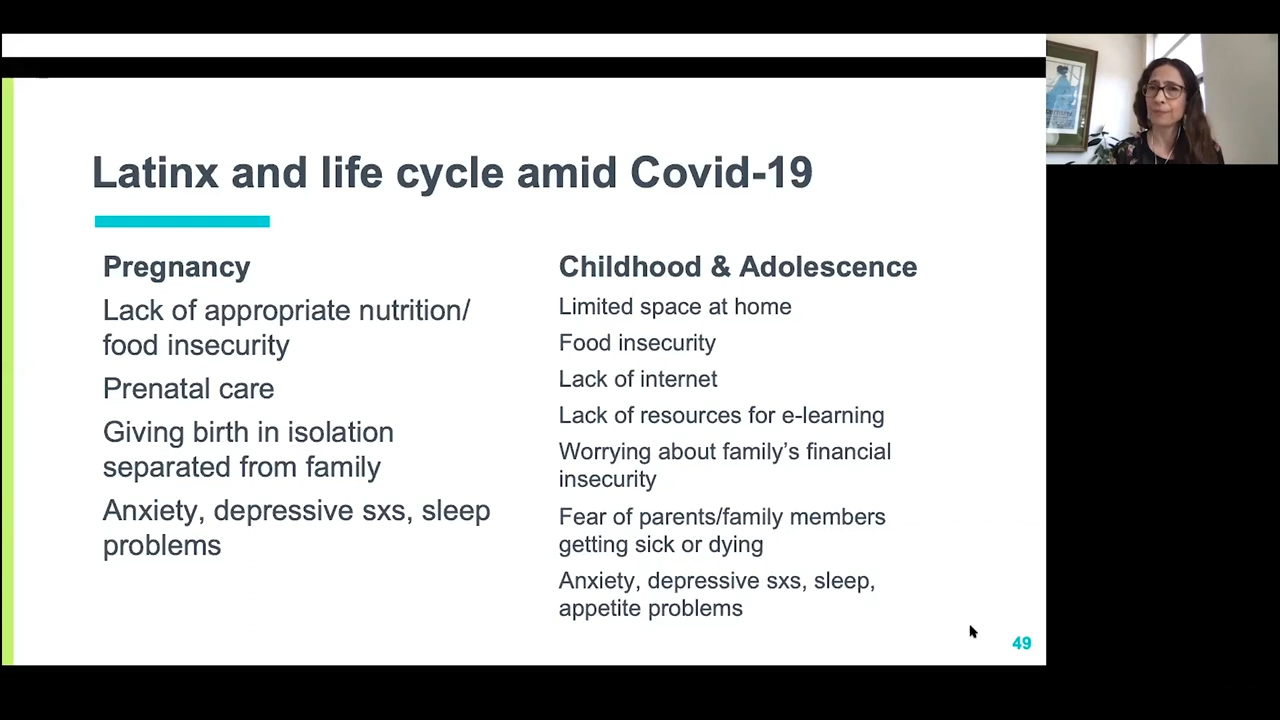 Latinx and life cycle amid Covid-19
Pregnancy
Lack of appropriate nutrition/
food insecurity
Prenatal care
Giving birth in isolation
separated from family
Anxiety, depressive sxs, sleep
problems
Childhood & Adolescence
Limited space at home
Food insecurity
Lack of internet
Lack of resources for e-learning
Worrying about family's financial
insecurity
Fear of parents/family members
getting sick or dying
Anxiety, depressive sxs, sleep,
appetite problems
49